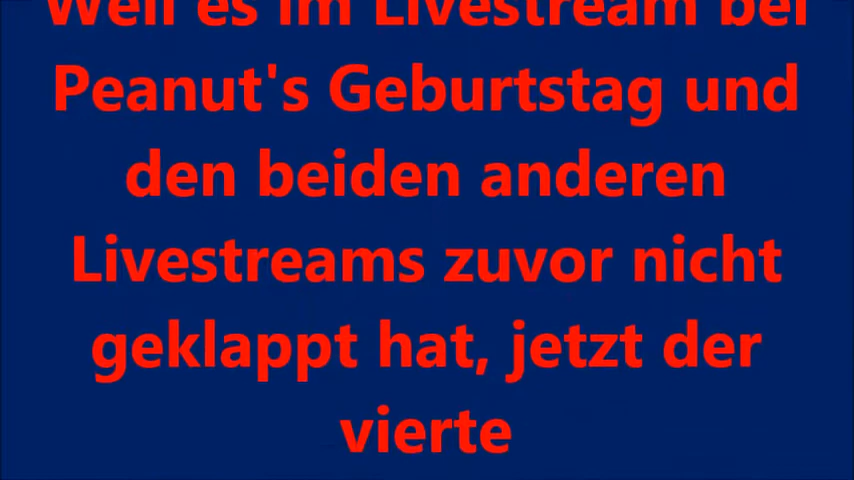 Weil es im Livestream bei
Peanut's Geburtstag und
den beiden anderen
Livestreams zuvor nicht
geklappt hat, jetzt der
vierte